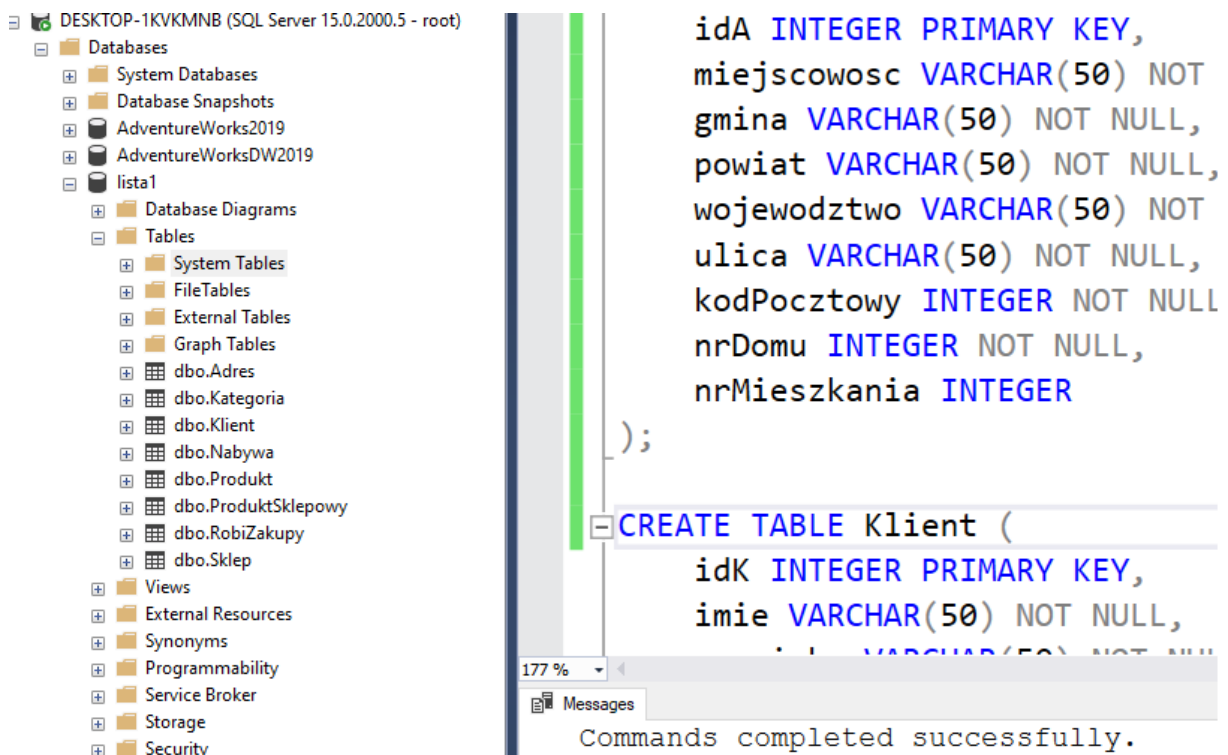 DESKTOP-1KVKMNB (SQL Server 15.0.2000.5 - root)
Databases
System Databases
Database Snapshots
AdventureWorks2019
AdventureWorksDW2019
lista1
Database Diagrams
Tables
System Tables
FileTables
External Tables
Graph Tables
dbo.Adres
dbo.Kategoria
dbo.Klient
dbo.Nabywa
dbo.Produkt
dbo.ProduktSklepowy
dbo.RobiZakupy
dbo.Sklep
Views
External Resources
Synonyms
Programmability
Service Broker
Storage
Security
idA INTEGER PRIMARY KEY,
miejscowosc VARCHAR(50) NOT
gmina VARCHAR(50) NOT NULL,
powiat VARCHAR(50) NOT NULL,
wojewodztwo VARCHAR(50) NOT
ulica VARCHAR(50) NOT NULL,
kodPocztowy INTEGER NOT NULL
nrDomu INTEGER NOT NULL,
nrMieszkania INTEGER
);
CREATE TABLE Klient (
idK INTEGER PRIMARY KEY,
imie VARCHAR(50) NOT NULL,
VARCHAR(50) NOT NULL
177 %
Messages
Commands completed successfully.